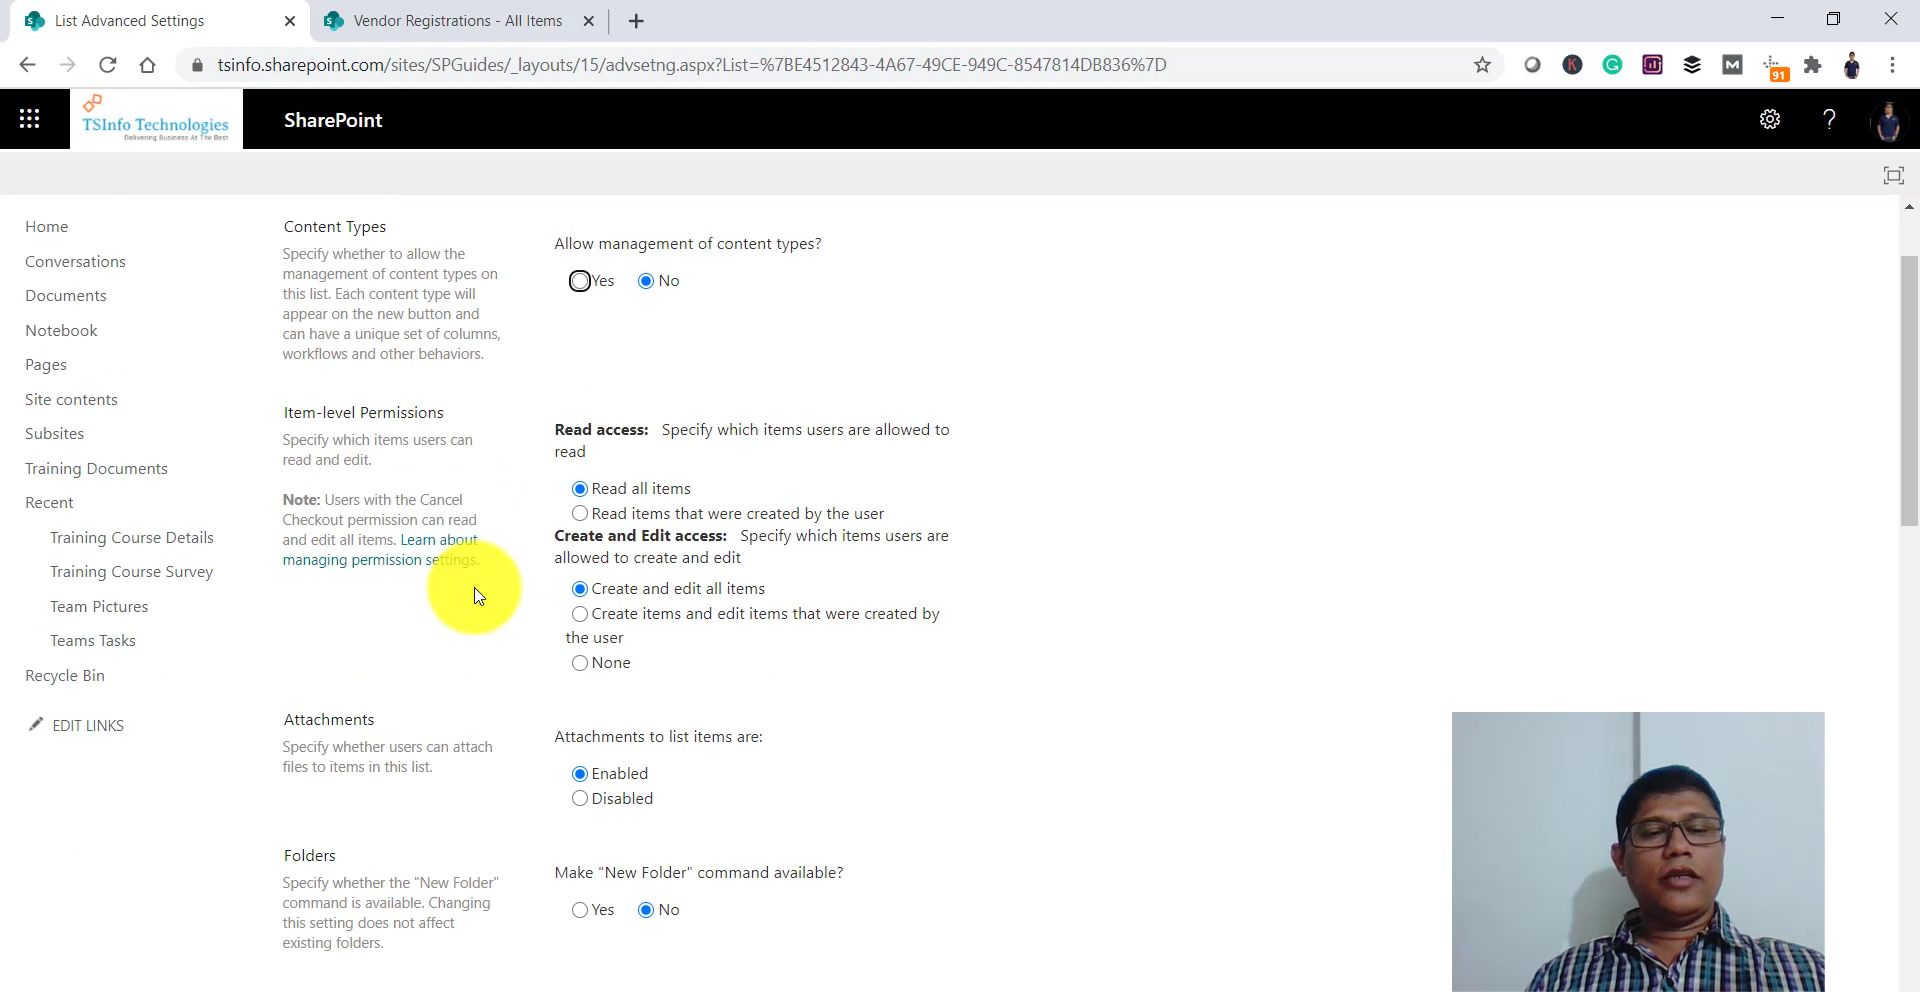 List Advanced Settings
Vendor Registrations - All Items
tsinfo.sharepoint.com/sites/SPGuides/_layouts/15/advsetng.aspx?List=%7BE4512843-4A67-49CE-949C-8547814DB836%7D
K
G
M
91
TSInfo Technologies
Delivering Business At The Best
SharePoint
?
Home
Conversations
Documents
Notebook
Pages
Site contents
Subsites
Training Documents
Recent
Training Course Details
Training Course Survey
Team Pictures
Teams Tasks
Recycle Bin
EDIT LINKS
Content Types
Specify whether to allow the
management of content types on
this list. Each content type will
appear on the new button and
can have a unique set of columns,
workflows and other behaviors.
Allow management of content types?
Yes No
Item-level Permissions
Specify which items users can
read and edit.
Note: Users with the Cancel
Checkout permission can read
and edit all items. Learn about
managing permission settings.
Read access: Specify which items users are allowed to
read
Read all items
Read items that were created by the user
Create and Edit access: Specify which items users are
allowed to create and edit
Create and edit all items
Create items and edit items that were created by
the user
None
Attachments
Specify whether users can attach
files to items in this list.
Attachments to list items are:
Enabled
Disabled
Folders
Specify whether the "New Folder"
command is available. Changing
this setting does not affect
existing folders.
Make "New Folder" command available?
Yes No